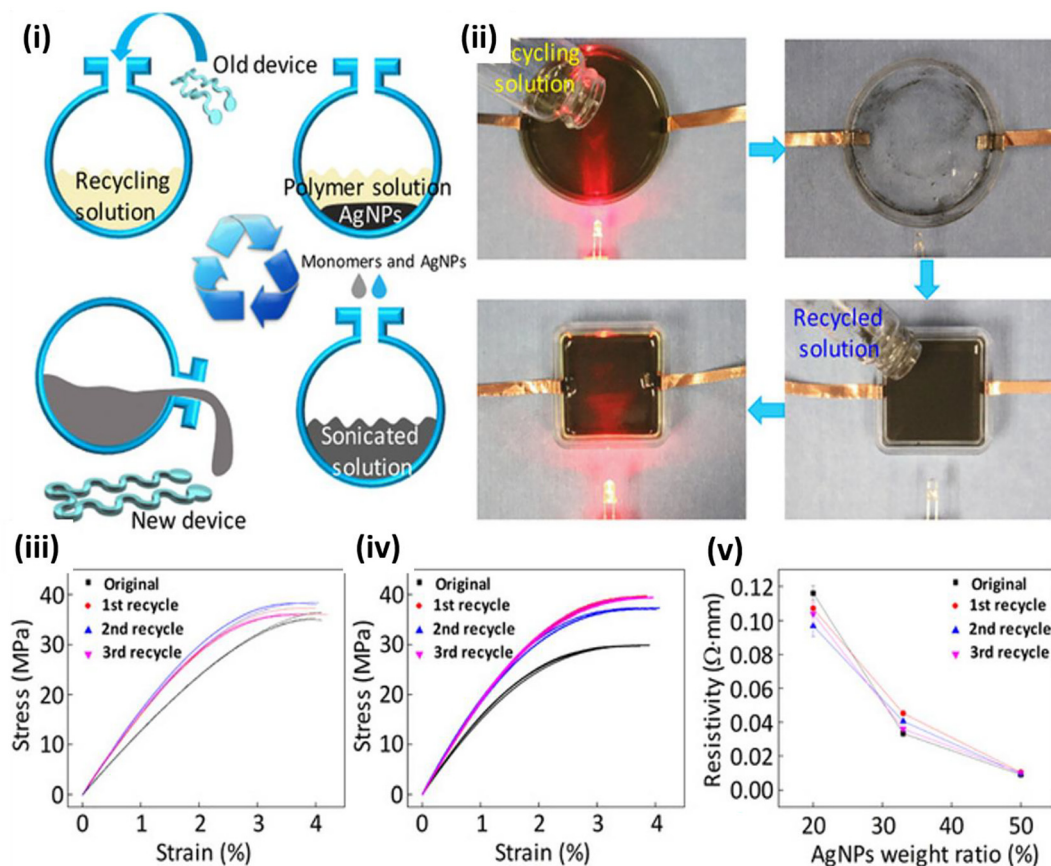 (i)
Old device
Recycling
solution
Polymer solution
AgNPs
Monomers and AgNPs
Sonicated
solution
New device
(ii)
cycling
solution
Recycled
solution
(iii)
Original
1st recycle
2nd recycle
3rd recycle
Stress (MPa)
40
30
20
10
0
0 1 2 3 4
Strain (%)
(iv)
Original
1st recycle
2nd recycle
3rd recycle
Stress (MPa)
40
30
20
10
0
0 1 2 3 4
Strain (%)
(v)
Original
1st recycle
2nd recycle
3rd recycle
Resistivity (Ω·mm)
0.12
0.10
0.08
0.06
0.04
0.02
0.00
20 30 40 50
AgNPs weight ratio (%)